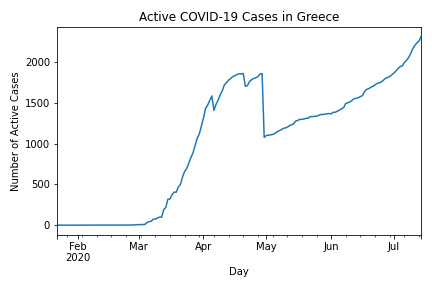 Active COVID-19 Cases in Greece
Number of Active Cases
2000
1500
1000
500
0
Feb
2020
Mar
Apr
May
Jun
Jul
Day